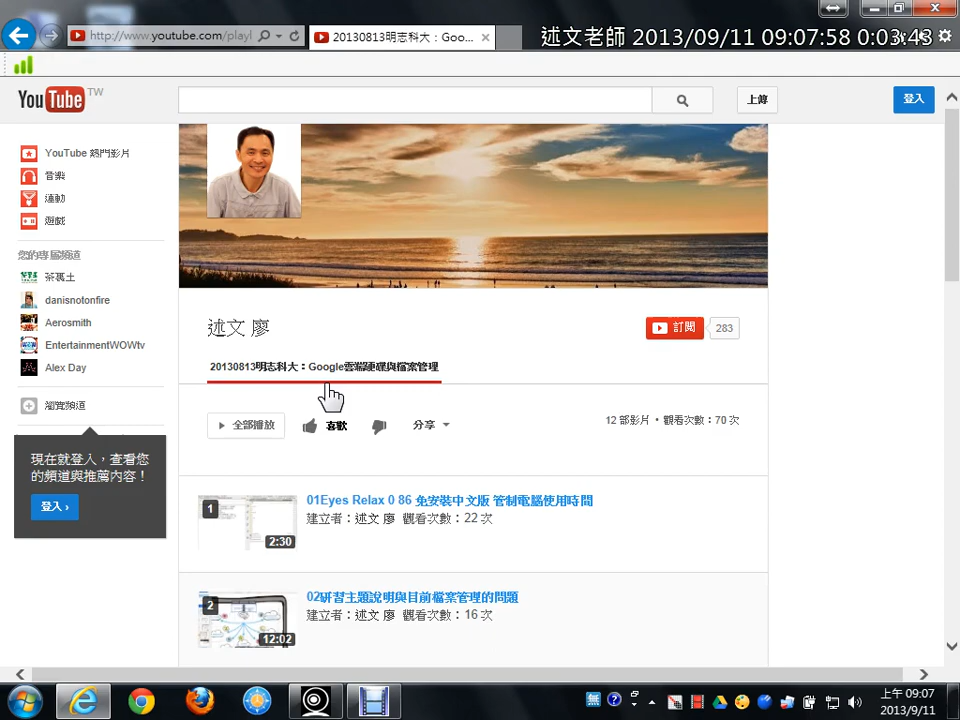 http://www.youtube.com/playl
20130813明志科大：Goo...
述文老師 2013/09/11 09:07:58 0:03:43
YouTube TW
上傳
登入
YouTube 熱門影片
音樂
運動
遊戲
您的專屬頻道
茶裏王
danisnotonfire
Aerosmith
EntertainmentWOWtv
Alex Day
瀏覽頻道
現在就登入，查看您
的頻道與推薦內容！
登入 ›
述文 廖
訂閱
283
20130813明志科大：Google雲端硬碟與檔案管理
全部播放
喜歡
分享
12 部影片 • 觀看次數：70 次
1
2:30
01Eyes Relax 0 86 免安裝中文版 管制電腦使用時間
建立者：述文 廖 觀看次數：22 次
2
12:02
02研習主題說明與目前檔案管理的問題
建立者：述文 廖 觀看次數：16 次
上午 09:07
2013/9/11